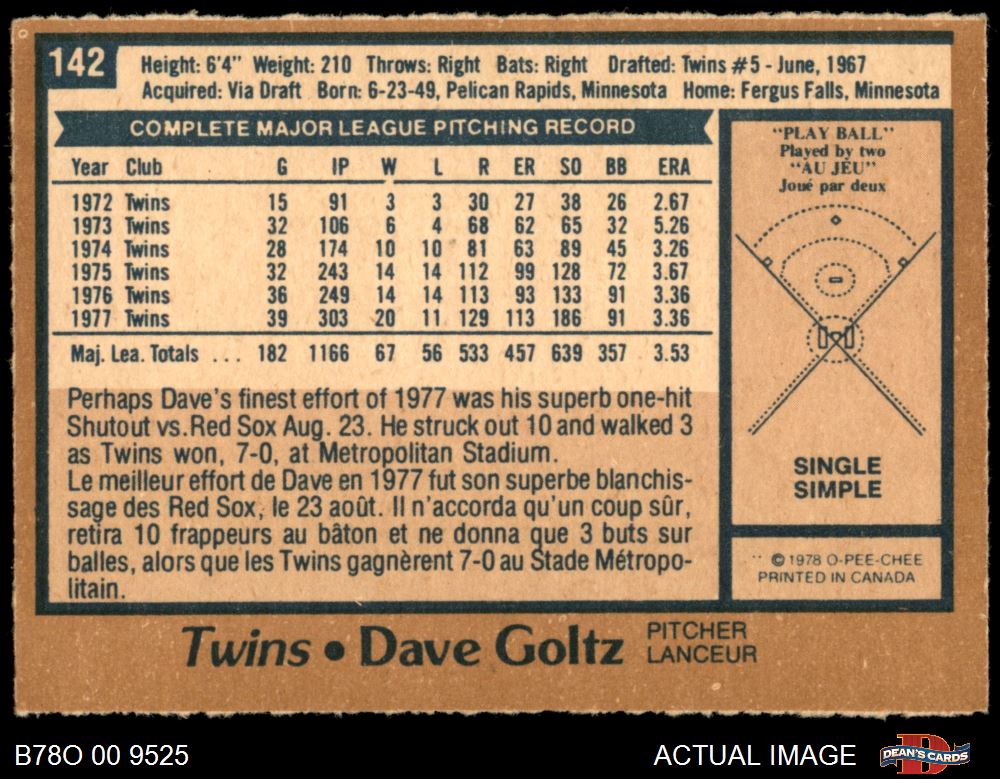 142
Height: 6'4" Weight: 210 Throws: Right Bats: Right Drafted: Twins #5 - June, 1967
Acquired: Via Draft Born: 6-23-49, Pelican Rapids, Minnesota Home: Fergus Falls, Minnesota
COMPLETE MAJOR LEAGUE PITCHING RECORD
Year Club G IP W L R ER SO BB ERA
1972 Twins 15 91 3 3 30 27 38 26 2.67
1973 Twins 32 106 6 4 68 62 65 32 5.26
1974 Twins 28 174 10 10 81 63 89 45 3.26
1975 Twins 32 243 14 14 112 99 128 72 3.67
1976 Twins 36 249 14 14 113 93 133 91 3.36
1977 Twins 39 303 20 11 129 113 186 91 3.36
Maj. Lea. Totals ... 182 1166 67 56 533 457 639 357 3.53
Perhaps Dave's finest effort of 1977 was his superb one-hit
Shutout vs. Red Sox Aug. 23. He struck out 10 and walked 3
as Twins won, 7-0, at Metropolitan Stadium.
Le meilleur effort de Dave en 1977 fut son superbe blanchis-
sage des Red Sox, le 23 août. Il n'accorda qu'un coup sûr,
retira 10 frappeurs au bâton et ne donna que 3 buts sur
balles, alors que les Twins gagnèrent 7-0 au Stade Métropo-
litain.
"PLAY BALL"
Played by two
"AU JEU"
Joué par deux
SINGLE
SIMPLE
© 1978 O-PEE-CHEE
PRINTED IN CANADA
Twins • Dave Goltz
PITCHER
LANCEUR
B78O 00 9525
ACTUAL IMAGE
DEAN'S CARDS